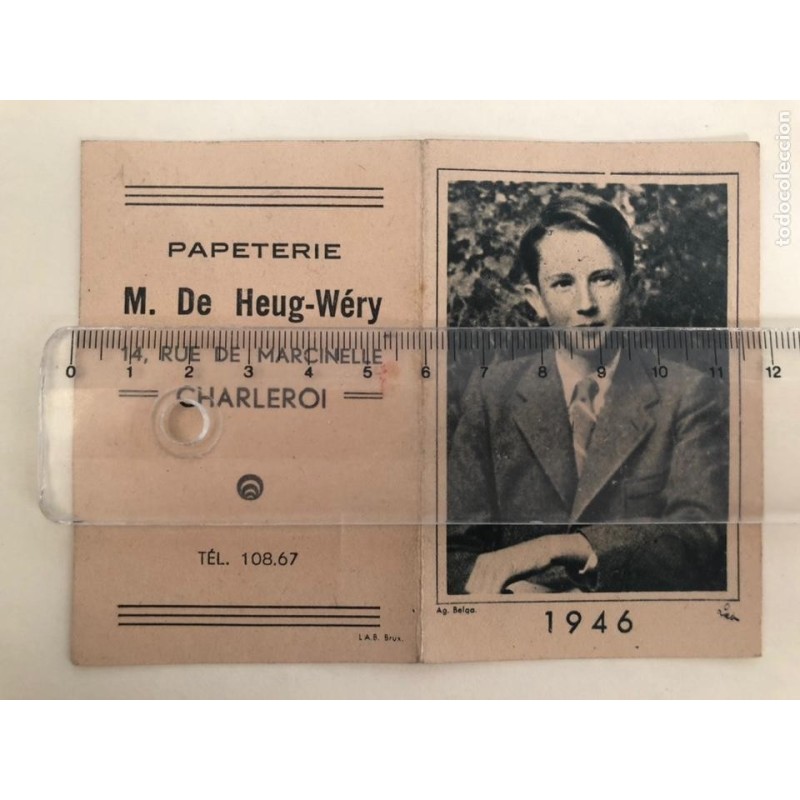 PAPETERIE
M. De Heug-Wéry
14, RUE DE MARCINELLE
CHARLEROI
TÉL. 108.67
L.A.B. Brux.
Ag. Belga.
1946
0 1 2 3 4 5 6 7 8 9 10 11 12
todocoleccion